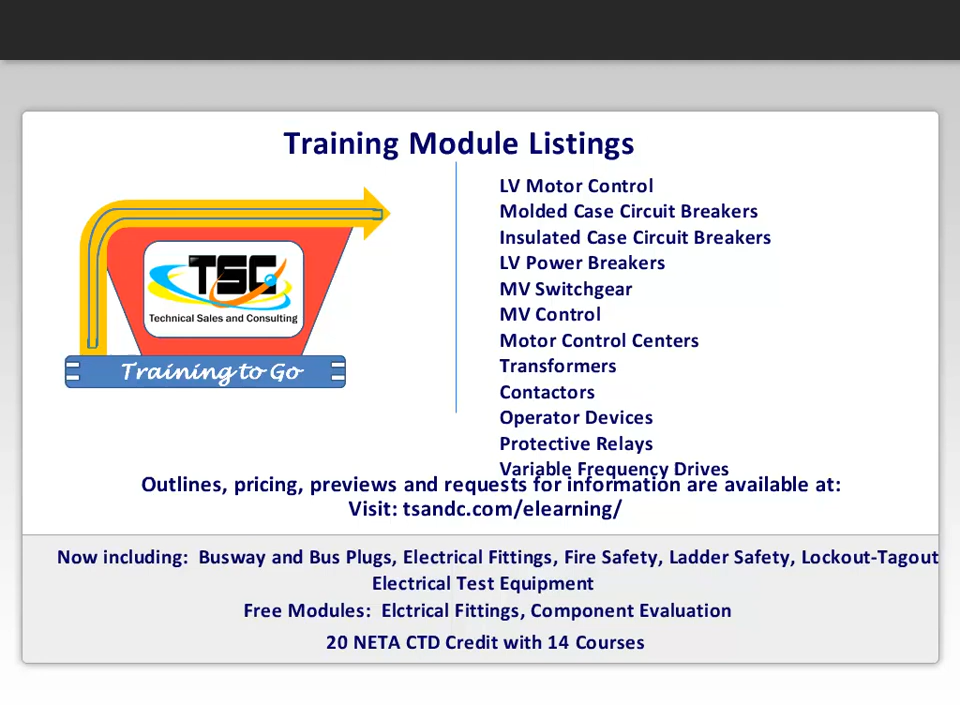 Training Module Listings
TSC
Technical Sales and Consulting
Training to Go
LV Motor Control
Molded Case Circuit Breakers
Insulated Case Circuit Breakers
LV Power Breakers
MV Switchgear
MV Control
Motor Control Centers
Transformers
Contactors
Operator Devices
Protective Relays
Variable Frequency Drives
Outlines, pricing, previews and requests for information are available at:
Visit: tsandc.com/elearning/
Now including: Busway and Bus Plugs, Electrical Fittings, Fire Safety, Ladder Safety, Lockout-Tagout
Electrical Test Equipment
Free Modules: Elctrical Fittings, Component Evaluation
20 NETA CTD Credit with 14 Courses